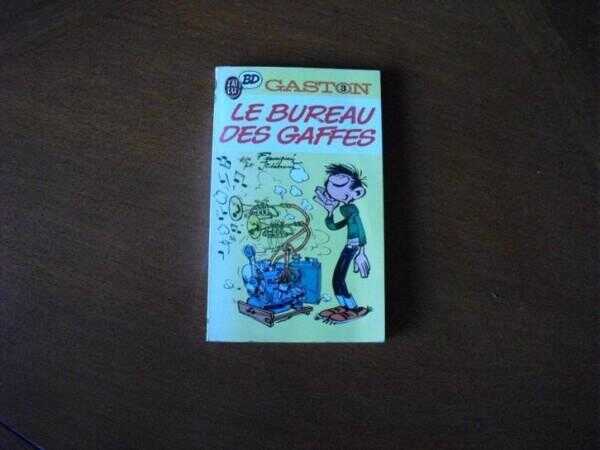 J'AI LU
BD
GASTON 3
LE BUREAU
DES GAFFES